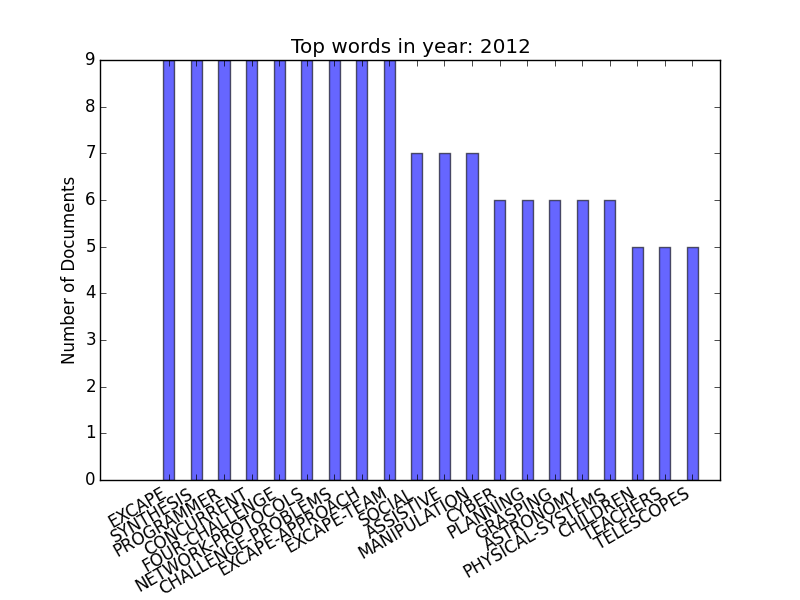 Top words in year: 2012
Number of Documents
9
8
7
6
5
4
3
2
1
0
EXCAPE
SYNTHESIS
PROGRAMMER
CONCURRENT
FOUR-CHALLENGE
NETWORK-PROTOCOLS
CHALLENGE-PROBLEMS
EXCAPE-APPROACH
EXCAPE-TEAM
SOCIAL
ASSISTIVE
MANIPULATION
CYBER
PLANNING
GRASPING
ASTRONOMY
PHYSICAL-SYSTEMS
CHILDREN
TEACHERS
TELESCOPES